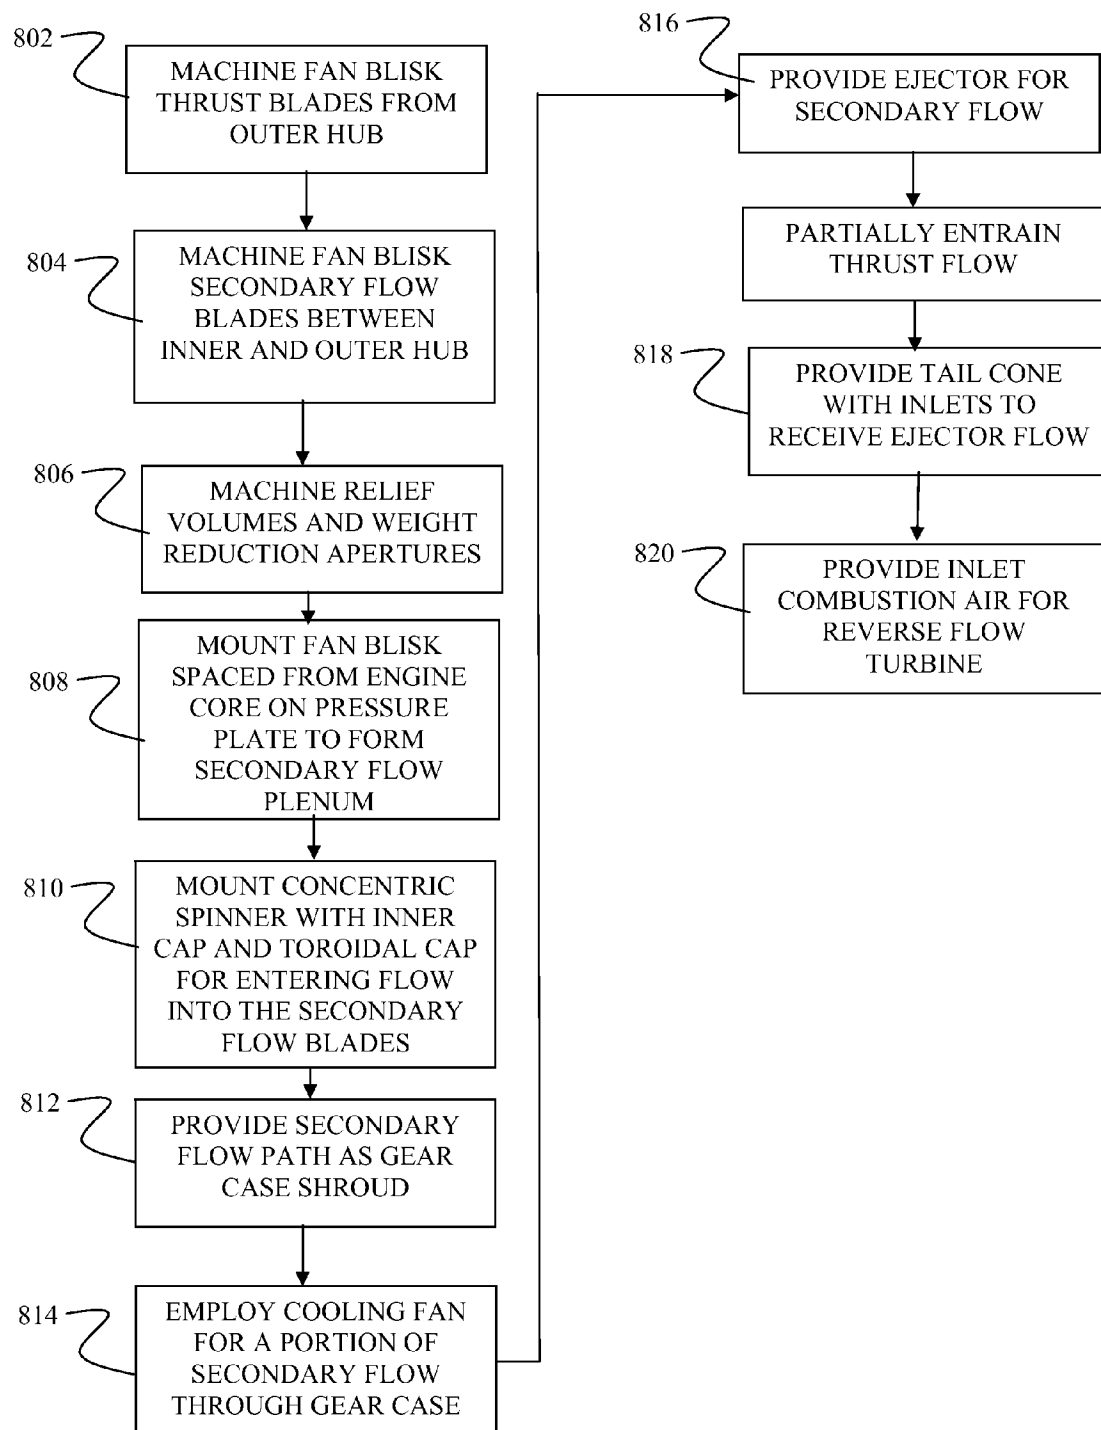 802
MACHINE FAN BLISK
THRUST BLADES FROM
OUTER HUB
804
MACHINE FAN BLISK
SECONDARY FLOW
BLADES BETWEEN
INNER AND OUTER HUB
806
MACHINE RELIEF
VOLUMES AND WEIGHT
REDUCTION APERTURES
808
MOUNT FAN BLISK
SPACED FROM ENGINE
CORE ON PRESSURE
PLATE TO FORM
SECONDARY FLOW
PLENUM
810
MOUNT CONCENTRIC
SPINNER WITH INNER
CAP AND TOROIDAL CAP
FOR ENTERING FLOW
INTO THE SECONDARY
FLOW BLADES
812
PROVIDE SECONDARY
FLOW PATH AS GEAR
CASE SHROUD
814
EMPLOY COOLING FAN
FOR A PORTION OF
SECONDARY FLOW
THROUGH GEAR CASE
816
PROVIDE EJECTOR FOR
SECONDARY FLOW
PARTIALLY ENTRAIN
THRUST FLOW
818
PROVIDE TAIL CONE
WITH INLETS TO
RECEIVE EJECTOR FLOW
820
PROVIDE INLET
COMBUSTION AIR FOR
REVERSE FLOW
TURBINE